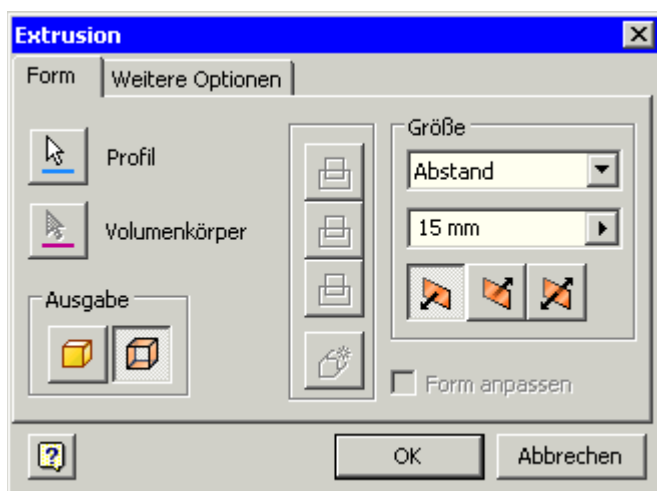 Extrusion
Form
Weitere Optionen
Profil
Volumenkörper
Ausgabe
Größe
Abstand
15 mm
Form anpassen
?
OK
Abbrechen